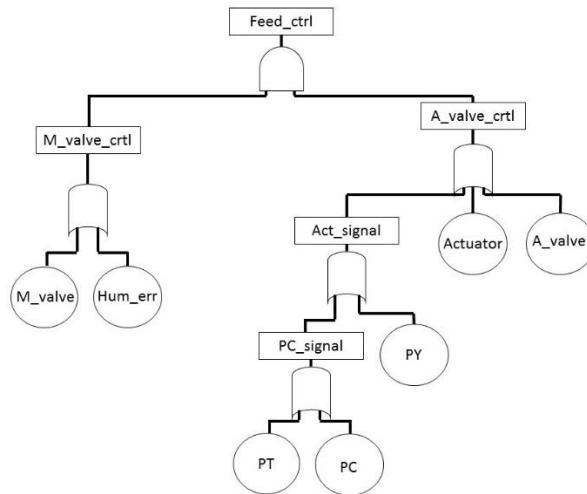 Feed_ctrl
M_valve_crtl
A_valve_crtl
Act_signal
Actuator
A_valve
M_valve
Hum_err
PC_signal
PY
PT
PC